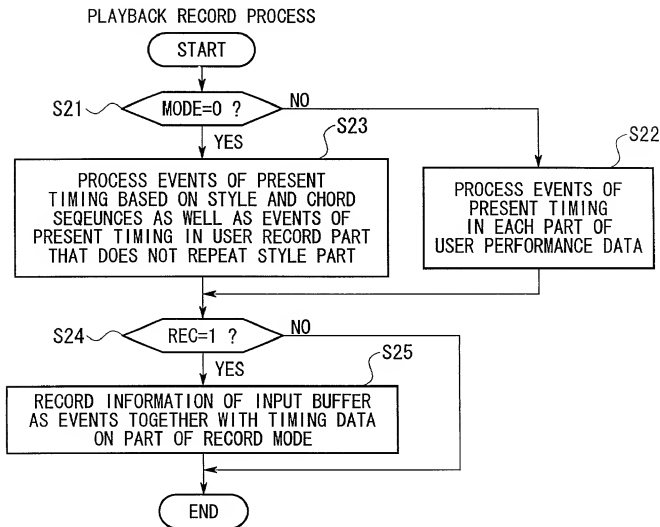 PLAYBACK RECORD PROCESS
START
S21
MODE=0 ?
NO
YES
S23
PROCESS EVENTS OF PRESENT
TIMING BASED ON STYLE AND CHORD
SEQEUNCES AS WELL AS EVENTS OF
PRESENT TIMING IN USER RECORD PART
THAT DOES NOT REPEAT STYLE PART
S22
PROCESS EVENTS OF
PRESENT TIMING
IN EACH PART OF
USER PERFORMANCE DATA
S24
REC=1 ?
NO
YES
S25
RECORD INFORMATION OF INPUT BUFFER
AS EVENTS TOGETHER WITH TIMING DATA
ON PART OF RECORD MODE
END